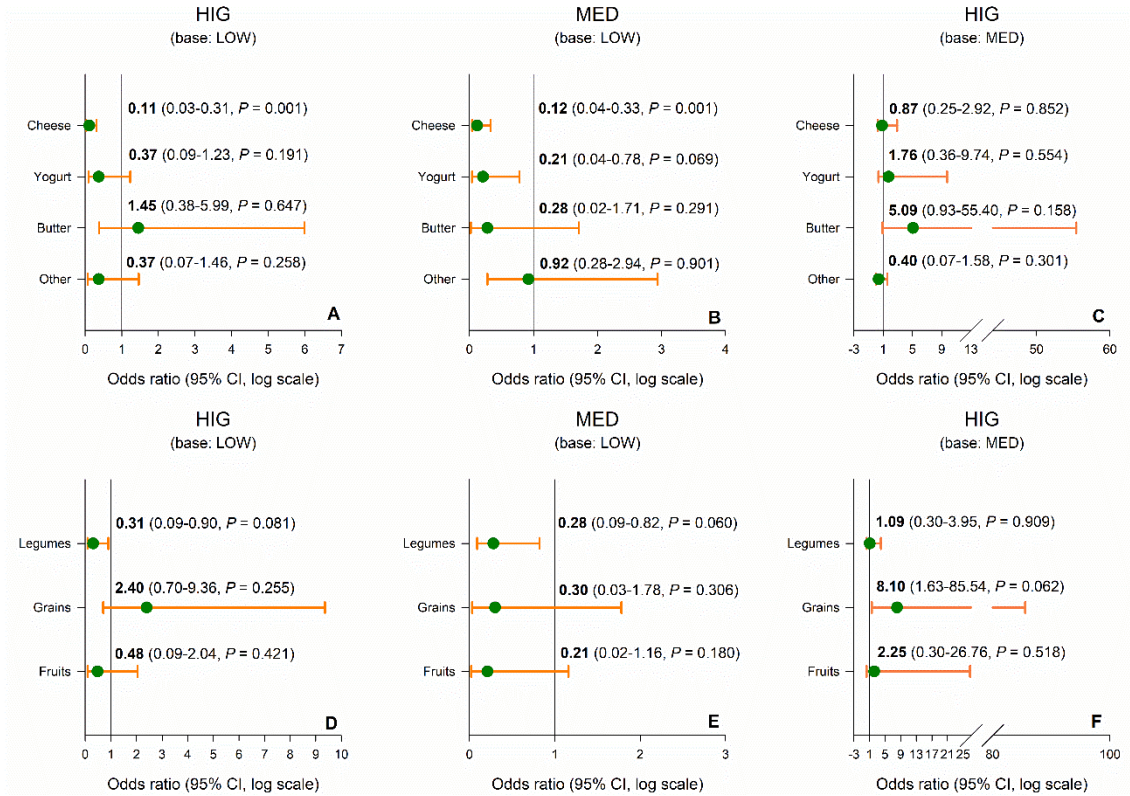 HIG
(base: LOW)
0.11 (0.03-0.31, P = 0.001)
Cheese
0.37 (0.09-1.23, P = 0.191)
Yogurt
1.45 (0.38-5.99, P = 0.647)
Butter
0.37 (0.07-1.46, P = 0.258)
Other
A
0 1 2 3 4 5 6 7
Odds ratio (95% CI, log scale)
MED
(base: LOW)
0.12 (0.04-0.33, P = 0.001)
Cheese
0.21 (0.04-0.78, P = 0.069)
Yogurt
0.28 (0.02-1.71, P = 0.291)
Butter
0.92 (0.28-2.94, P = 0.901)
Other
B
0 1 2 3 4
Odds ratio (95% CI, log scale)
HIG
(base: MED)
0.87 (0.25-2.92, P = 0.852)
Cheese
1.76 (0.36-9.74, P = 0.554)
Yogurt
5.09 (0.93-55.40, P = 0.158)
Butter
0.40 (0.07-1.58, P = 0.301)
Other
C
-3 1 5 9 13 50 60
Odds ratio (95% CI, log scale)
HIG
(base: LOW)
0.31 (0.09-0.90, P = 0.081)
Legumes
2.40 (0.70-9.36, P = 0.255)
Grains
0.48 (0.09-2.04, P = 0.421)
Fruits
D
0 1 2 3 4 5 6 7 8 9 10
Odds ratio (95% CI, log scale)
MED
(base: LOW)
0.28 (0.09-0.82, P = 0.060)
Legumes
0.30 (0.03-1.78, P = 0.306)
Grains
0.21 (0.02-1.16, P = 0.180)
Fruits
E
0 1 2 3
Odds ratio (95% CI, log scale)
HIG
(base: MED)
1.09 (0.30-3.95, P = 0.909)
Legumes
8.10 (1.63-85.54, P = 0.062)
Grains
2.25 (0.30-26.76, P = 0.518)
Fruits
F
-3 1 5 9 13 17 21 25 80 100
Odds ratio (95% CI, log scale)